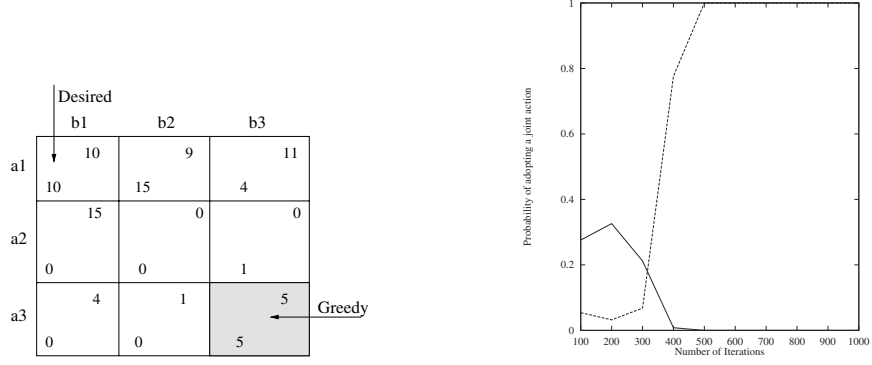 Desired
b1 b2 b3
a1
10 9 11
10 15 4
a2
15 0 0
0 0 1
a3
4 1 5
Greedy
0 0 5
Probability of adopting a joint action
1
0.8
0.6
0.4
0.2
0
100 200 300 400 500 600 700 800 900 1000
Number of Iterations